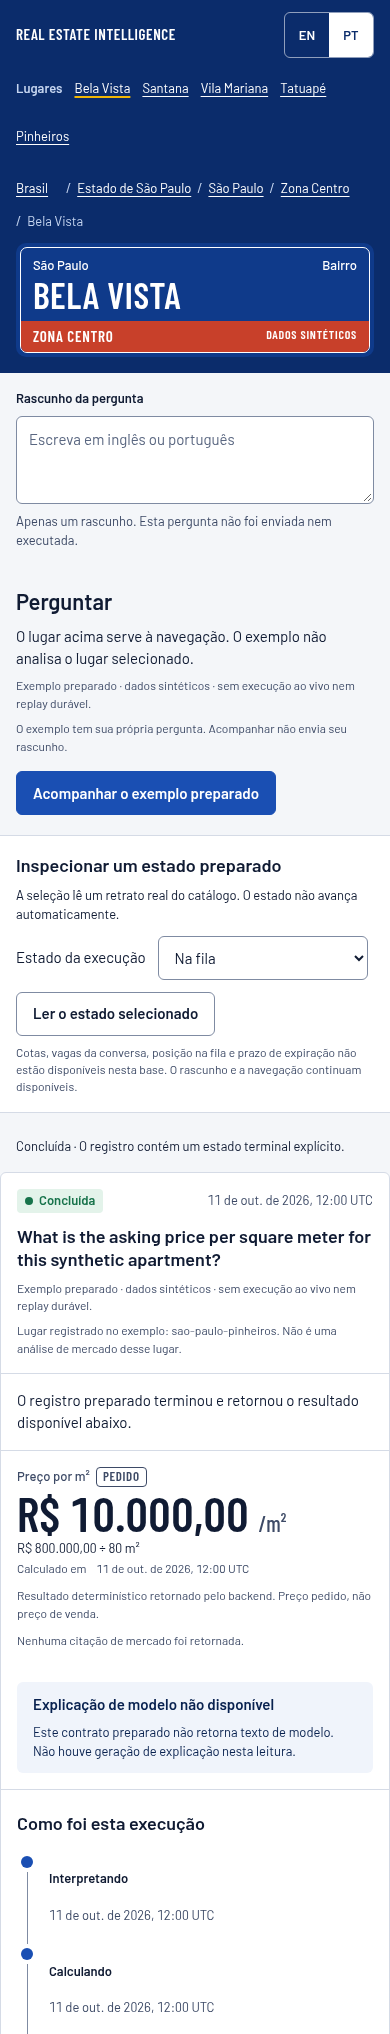 REAL ESTATE INTELLIGENCE
EN PT
Lugares Bela Vista Santana Vila Mariana Tatuapé
Pinheiros
Brasil / Estado de São Paulo / São Paulo / Zona Centro
/ Bela Vista
São Paulo Bairro
BELA VISTA
ZONA CENTRO DADOS SINTÉTICOS
Rascunho da pergunta
Escreva em inglês ou português
Apenas um rascunho. Esta pergunta não foi enviada nem
executada.
Perguntar
O lugar acima serve à navegação. O exemplo não
analisa o lugar selecionado.
Exemplo preparado · dados sintéticos · sem execução ao vivo nem
replay durável.
O exemplo tem sua própria pergunta. Acompanhar não envia seu
rascunho.
Acompanhar o exemplo preparado
Inspecionar um estado preparado
A seleção lê um retrato real do catálogo. O estado não avança
automaticamente.
Estado da execução Na fila
Ler o estado selecionado
Cotas, vagas da conversa, posição na fila e prazo de expiração não
estão disponíveis nesta base. O rascunho e a navegação continuam
disponíveis.
Concluída · O registro contém um estado terminal explícito.
Concluída 11 de out. de 2026, 12:00 UTC
What is the asking price per square meter for
this synthetic apartment?
Exemplo preparado · dados sintéticos · sem execução ao vivo nem
replay durável.
Lugar registrado no exemplo: sao-paulo-pinheiros. Não é uma
análise de mercado desse lugar.
O registro preparado terminou e retornou o resultado
disponível abaixo.
Preço por m² PEDIDO
R$ 10.000,00 /m²
R$ 800.000,00 ÷ 80 m²
Calculado em 11 de out. de 2026, 12:00 UTC
Resultado determinístico retornado pelo backend. Preço pedido, não
preço de venda.
Nenhuma citação de mercado foi retornada.
Explicação de modelo não disponível
Este contrato preparado não retorna texto de modelo.
Não houve geração de explicação nesta leitura.
Como foi esta execução
Interpretando
11 de out. de 2026, 12:00 UTC
Calculando
11 de out. de 2026, 12:00 UTC